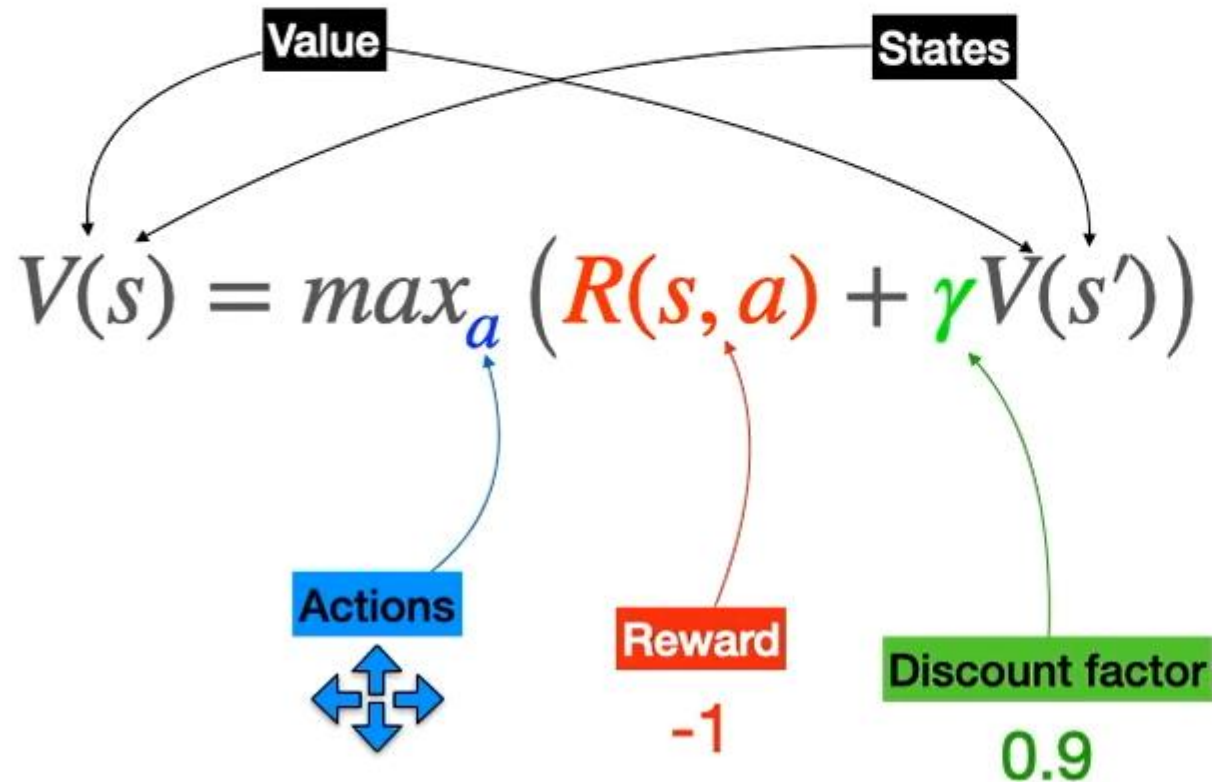 Value
States
V(s) = max_a (R(s, a) + γV(s′))
Actions
Reward
Discount factor
-1
0.9